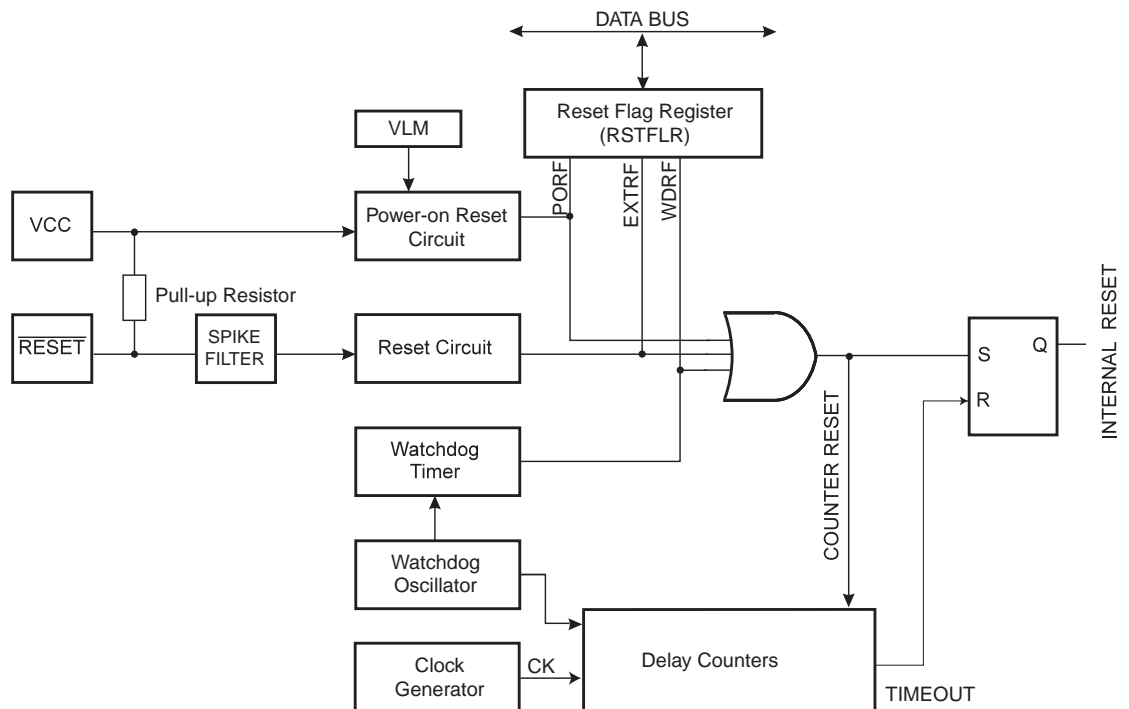 DATA BUS
Reset Flag Register
(RSTFLR)
VLM
PORF
EXTRF
WDRF
VCC
Power-on Reset
Circuit
Pull-up Resistor
RESET
SPIKE
FILTER
Reset Circuit
S
Q
R
INTERNAL RESET
Watchdog
Timer
COUNTER RESET
Watchdog
Oscillator
Clock
Generator
CK
Delay Counters
TIMEOUT